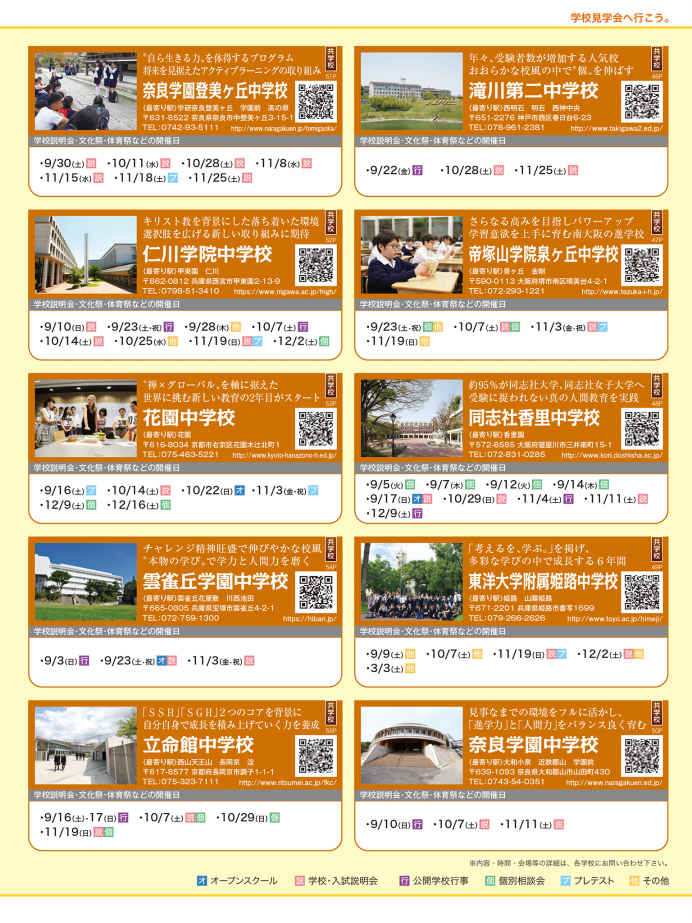 学校見学会へ行こう。
共学校
51P
“自ら生きる力”を体得するプログラム
将来を見据えたアクティブラーニングの取り組み
奈良学園登美ヶ丘中学校
〈最寄り駅〉学研奈良登美ヶ丘 学園前 高の原
〒631-8522 奈良県奈良市中登美ヶ丘3-15-1
TEL:0742-93-5111 http://www.naragakuen.jp/tomigaoka/
学校説明会・文化祭・体育祭などの開催日
・9/30(土)説 ・10/11(水)説 ・10/28(土)説 ・11/8(水)説
・11/15(水)説 ・11/18(土)プ ・11/25(土)説
共学校
46P
年々、受験者数が増加する人気校
おおらかな校風の中で“個”を伸ばす
滝川第二中学校
〈最寄り駅〉西明石 明石 西神中央
〒651-2276 神戸市西区春日台6-23
TEL:078-961-2381 http://www.takigawa2.ed.jp/
学校説明会・文化祭・体育祭などの開催日
・9/22(金)行 ・10/28(土)説 ・11/25(土)説
共学校
52P
キリスト教を背景にした落ち着いた環境
選択肢を広げる新しい取り組みに期待
仁川学院中学校
〈最寄り駅〉甲東園 仁川
〒662-0812 兵庫県西宮市甲東園2-13-9
TEL:0798-51-3410 https://www.nigawa.ac.jp/high/
学校説明会・文化祭・体育祭などの開催日
・9/10(日)説 ・9/23(土・祝)行 ・9/28(木)他 ・10/7(土)行
・10/14(土)説 ・10/25(水)他 ・11/19(日)説プ ・12/2(土)個
共学校
47P
さらなる高みを目指しパワーアップ
学習意欲を上手に育む南大阪の進学校
帝塚山学院泉ヶ丘中学校
〈最寄り駅〉泉ヶ丘 金剛
〒590-0113 大阪府堺市南区晴美台4-2-1
TEL:072-293-1221 http://www.tezuka-i-h.jp/
学校説明会・文化祭・体育祭などの開催日
・9/23(土・祝)個他 ・10/7(土)説個 ・11/3(金・祝)説プ
・11/19(日)他
共学校
53P
“禅×グローバル”を軸に据えた
世界に挑む新しい教育の2年目がスタート
花園中学校
〈最寄り駅〉花園
〒616-8034 京都市右京区花園木辻北町1
TEL:075-463-5221 http://www.kyoto-hanazono-h.ed.jp/
学校説明会・文化祭・体育祭などの開催日
・9/16(土)プ ・10/14(土)説 ・10/22(日)オ ・11/3(金・祝)プ
・12/9(土)個 ・12/16(土)個
共学校
48P
約95%が同志社大学、同志社女子大学へ
受験に捉われない真の人間教育を実践
同志社香里中学校
〈最寄り駅〉香里園
〒572-8585 大阪府寝屋川市三井南町15-1
TEL:072-831-0285 http://www.kori.doshisha.ac.jp/
学校説明会・文化祭・体育祭などの開催日
・9/5(火)個 ・9/7(木)個 ・9/12(火)個 ・9/14(木)個
・9/17(日)オ説 ・10/29(日)説 ・11/4(土)行 ・11/11(土)説
・12/9(土)行
共学校
54P
チャレンジ精神旺盛で伸びやかな校風
“本物の学び”で学力と人間力を磨く
雲雀丘学園中学校
〈最寄り駅〉雲雀丘花屋敷 川西池田
〒665-0805 兵庫県宝塚市雲雀丘4-2-1
TEL:072-759-1300 https://hibari.jp/
学校説明会・文化祭・体育祭などの開催日
・9/3(日)行 ・9/23(土・祝)オ説 ・11/3(金・祝)説
共学校
49P
「考えるを、学ぶ。」を掲げ、
多彩な学びの中で成長する6年間
東洋大学附属姫路中学校
〈最寄り駅〉姫路 山陽姫路
〒671-2201 兵庫県姫路市書写1699
TEL:079-266-2626 http://www.toyo.ac.jp/himeji/
学校説明会・文化祭・体育祭などの開催日
・9/9(土)他 ・10/7(土)他 ・11/19(日)説プ ・12/2(土)説他
・3/3(土)他
共学校
55P
「SSH」「SGH」2つのコアを背景に
自分自身で成長を積み上げていく力を養成
立命館中学校
〈最寄り駅〉西山天王山 長岡京 淀
〒617-8577 京都府長岡京市調子1-1-1
TEL:075-323-7111 http://www.ritsumei.ac.jp/fkc/
学校説明会・文化祭・体育祭などの開催日
・9/16(土)・17(日)行 ・10/7(土)説個 ・10/29(日)個
・11/19(日)説個
共学校
50P
見事なまでの環境をフルに活かし、
「進学力」と「人間力」をバランス良く育む
奈良学園中学校
〈最寄り駅〉大和小泉 近鉄郡山 学園前
〒639-1093 奈良県大和郡山市山田町430
TEL:0743-54-0351 http://www.naragakuen.ed.jp/
学校説明会・文化祭・体育祭などの開催日
・9/10(日)行 ・10/7(土)説 ・11/11(土)説
※内容・時間・会場等の詳細は、各学校にお問い合わせ下さい。
オ オープンスクール 説 学校・入試説明会 行 公開学校行事 個 個別相談会 プ プレテスト 他 その他